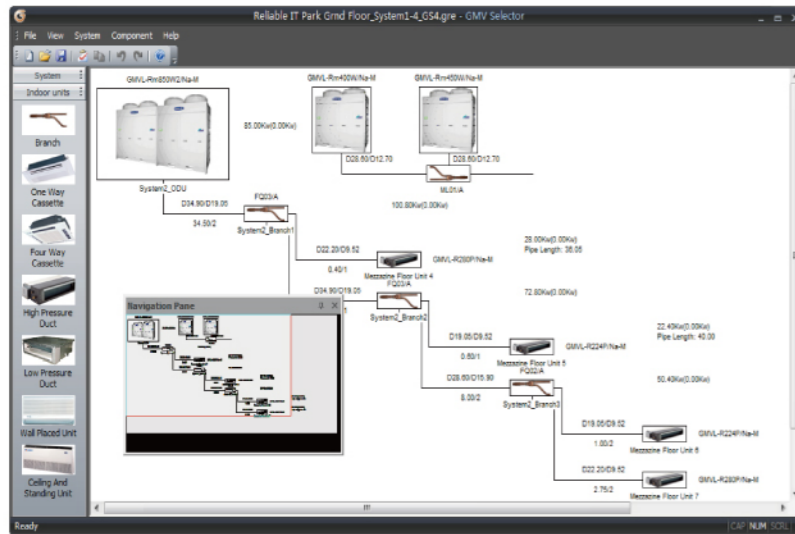 Reliable IT Park Grnd Floor_System1-4_GS4.gre - GMV Selector
File View System Component Help
System
Indoor units
Branch
One Way
Cassette
Four Way
Cassette
High Pressure
Duct
Low Pressure
Duct
Wall Placed Unit
Ceiling And
Standing Unit
GMVL-Rm850W2/Na-M
GMVL-Rm400W/Na-M
GMVL-Rm450W/Na-M
85.00Kw(0.00Kw)
D28.60/D12.70
D28.60/D12.70
System2_ODU
ML01/A
D34.90/D19.05
FQ03/A
100.80Kw(0.00Kw)
34.50/2
System2_Branch1
D22.20/D9.52
28.00Kw(0.00Kw)
GMVL-R280P/Na-M
Pipe Length: 36.05
0.40/1
Mezzazine Floor Unit 4
FQ03/A
D34.90/D19.05
72.80Kw(0.00Kw)
Navigation Pane
System2_Branch2
D19.05/D9.52
22.40Kw(0.00Kw)
Pipe Length: 40.00
GMVL-R224P/Na-M
0.50/1
Mezzazine Floor Unit 5
FQ02/A
D28.60/D15.90
50.40Kw(0.00Kw)
8.00/2
System2_Branch3
D19.05/D9.52
GMVL-R224P/Na-M
1.00/2
Mezzazine Floor Unit 6
D22.20/D9.52
GMVL-R280P/Na-M
2.75/2
Mezzazine Floor Unit 7
Ready
CAP NUM SCRL